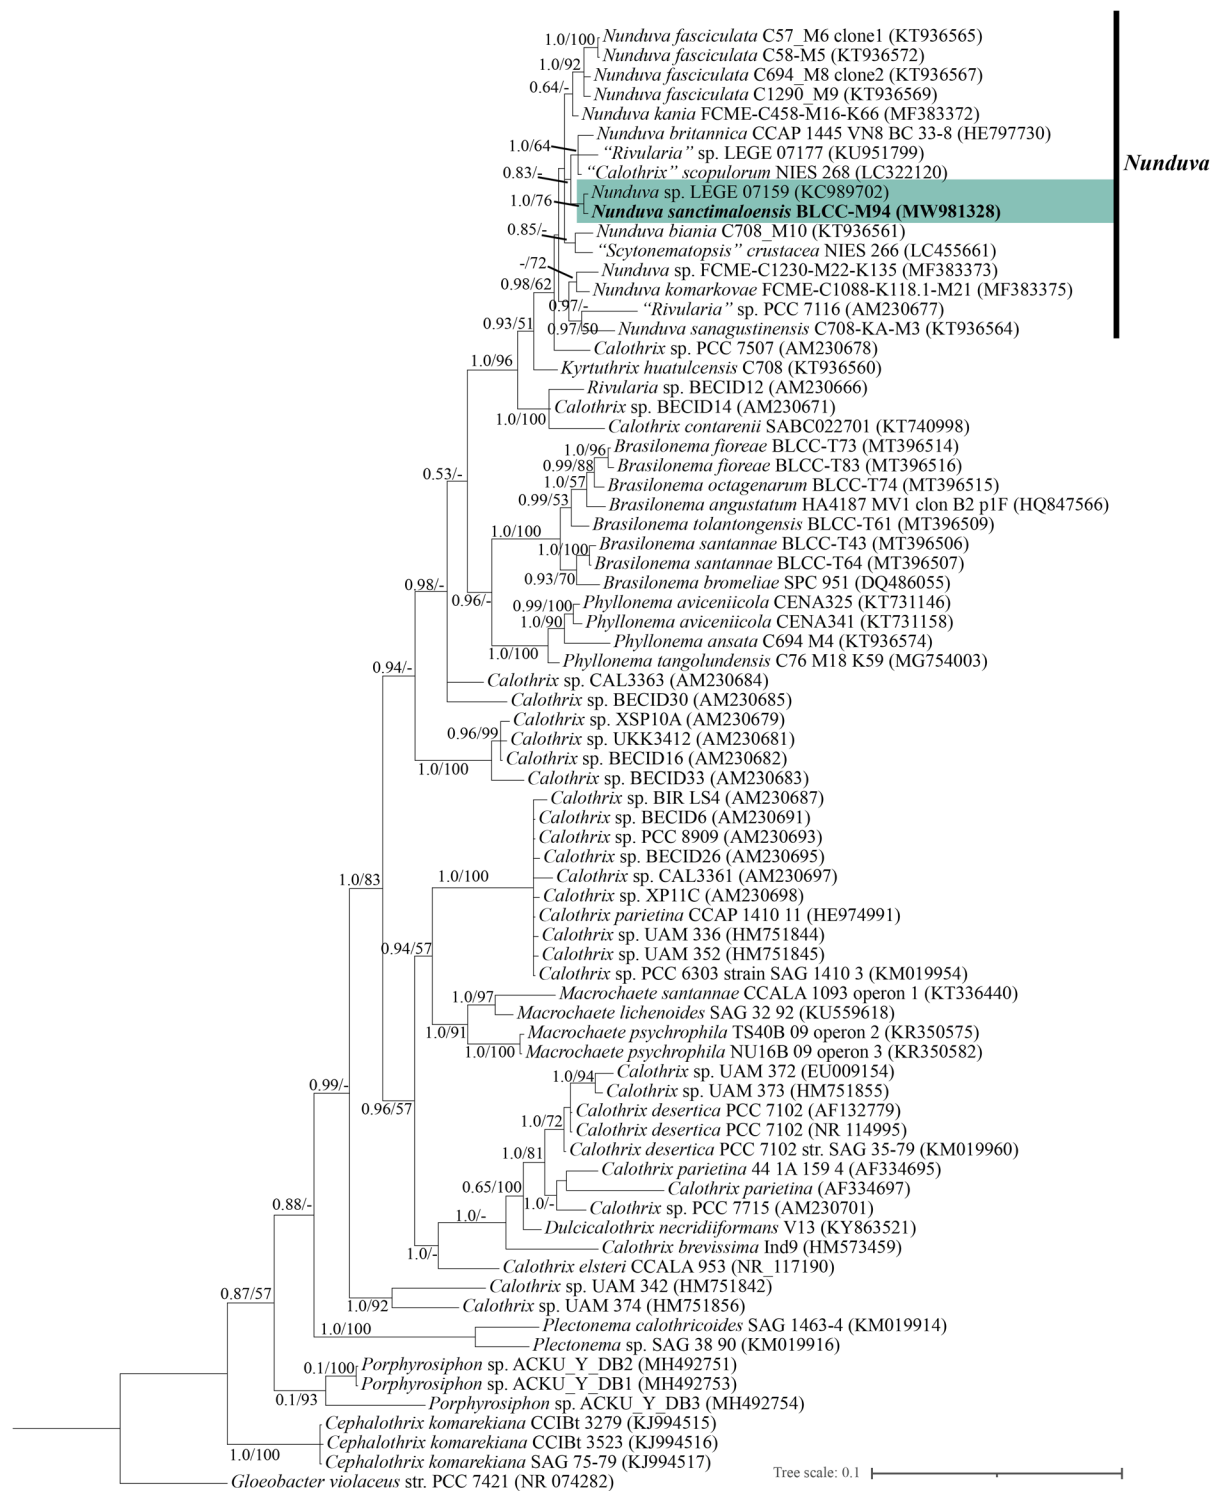 1.0/100
Nunduva fasciculata C57_M6 clone1 (KT936565)
Nunduva fasciculata C58-M5 (KT936572)
1.0/92
Nunduva fasciculata C694_M8 clone2 (KT936567)
0.64/-
Nunduva fasciculata C1290_M9 (KT936569)
Nunduva kania FCME-C458-M16-K66 (MF383372)
Nunduva britannica CCAP 1445 VN8 BC 33-8 (HE797730)
1.0/64
“Rivularia” sp. LEGE 07177 (KU951799)
Nunduva
0.83/-
“Calothrix” scopulorum NIES 268 (LC322120)
Nunduva sp. LEGE 07159 (KC989702)
1.0/76
Nunduva sanctimaloensis BLCC-M94 (MW981328)
0.85/-
Nunduva biania C708_M10 (KT936561)
“Scytonematopsis” crustacea NIES 266 (LC455661)
-/72
Nunduva sp. FCME-C1230-M22-K135 (MF383373)
0.98/62
Nunduva komarkovae FCME-C1088-K118.1-M21 (MF383375)
0.97/-
“Rivularia” sp. PCC 7116 (AM230677)
0.93/51
0.97/50
Nunduva sanagustinensis C708-KA-M3 (KT936564)
Calothrix sp. PCC 7507 (AM230678)
1.0/96
Kyrtuthrix huatulcensis C708 (KT936560)
Rivularia sp. BECID12 (AM230666)
Calothrix sp. BECID14 (AM230671)
1.0/100
Calothrix contarenii SABC022701 (KT740998)
1.0/96
Brasilonema fioreae BLCC-T73 (MT396514)
0.99/88
Brasilonema fioreae BLCC-T83 (MT396516)
0.53/-
1.0/57
Brasilonema octagenarum BLCC-T74 (MT396515)
0.99/53
Brasilonema angustatum HA4187 MV1 clon B2 p1F (HQ847566)
Brasilonema tolantongensis BLCC-T61 (MT396509)
1.0/100
Brasilonema santannae BLCC-T43 (MT396506)
1.0/100
Brasilonema santannae BLCC-T64 (MT396507)
0.93/70
Brasilonema bromeliae SPC 951 (DQ486055)
0.98/-
0.96/-
0.99/100
Phyllonema aviceniicola CENA325 (KT731146)
1.0/90
Phyllonema aviceniicola CENA341 (KT731158)
Phyllonema ansata C694 M4 (KT936574)
1.0/100
Phyllonema tangolundensis C76 M18 K59 (MG754003)
0.94/-
Calothrix sp. CAL3363 (AM230684)
Calothrix sp. BECID30 (AM230685)
Calothrix sp. XSP10A (AM230679)
0.96/99
Calothrix sp. UKK3412 (AM230681)
Calothrix sp. BECID16 (AM230682)
1.0/100
Calothrix sp. BECID33 (AM230683)
Calothrix sp. BIR LS4 (AM230687)
Calothrix sp. BECID6 (AM230691)
Calothrix sp. PCC 8909 (AM230693)
Calothrix sp. BECID26 (AM230695)
1.0/83
1.0/100
Calothrix sp. CAL3361 (AM230697)
Calothrix sp. XP11C (AM230698)
Calothrix parietina CCAP 1410 11 (HE974991)
Calothrix sp. UAM 336 (HM751844)
0.94/57
Calothrix sp. UAM 352 (HM751845)
Calothrix sp. PCC 6303 strain SAG 1410 3 (KM019954)
1.0/97
Macrochaete santannae CCALA 1093 operon 1 (KT336440)
Macrochaete lichenoides SAG 32 92 (KU559618)
1.0/91
Macrochaete psychrophila TS40B 09 operon 2 (KR350575)
1.0/100
Macrochaete psychrophila NU16B 09 operon 3 (KR350582)
1.0/94
Calothrix sp. UAM 372 (EU009154)
0.99/-
Calothrix sp. UAM 373 (HM751855)
0.96/57
Calothrix desertica PCC 7102 (AF132779)
1.0/72
Calothrix desertica PCC 7102 (NR 114995)
1.0/81
Calothrix desertica PCC 7102 str. SAG 35-79 (KM019960)
Calothrix parietina 44 1A 159 4 (AF334695)
0.65/100
Calothrix parietina (AF334697)
0.88/-
1.0/-
Calothrix sp. PCC 7715 (AM230701)
1.0/-
Dulcicalothrix necridiiformans V13 (KY863521)
Calothrix brevissima Ind9 (HM573459)
1.0/-
Calothrix elsteri CCALA 953 (NR_117190)
0.87/57
Calothrix sp. UAM 342 (HM751842)
1.0/92
Calothrix sp. UAM 374 (HM751856)
1.0/100
Plectonema calothricoides SAG 1463-4 (KM019914)
Plectonema sp. SAG 38 90 (KM019916)
0.1/100
Porphyrosiphon sp. ACKU_Y_DB2 (MH492751)
Porphyrosiphon sp. ACKU_Y_DB1 (MH492753)
0.1/93
Porphyrosiphon sp. ACKU_Y_DB3 (MH492754)
Cephalothrix komarekiana CCIBt 3279 (KJ994515)
Cephalothrix komarekiana CCIBt 3523 (KJ994516)
1.0/100
Cephalothrix komarekiana SAG 75-79 (KJ994517)
Tree scale: 0.1
Gloeobacter violaceus str. PCC 7421 (NR 074282)